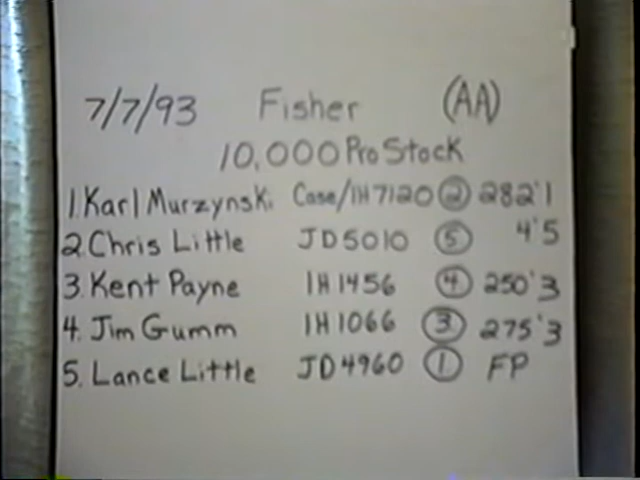 7/7/93 Fisher (AA)
10,000 Pro Stock
1. Karl Murzynski Case/IH 7120 ② 282'1
2. Chris Little JD 5010 ⑤ 4'5
3. Kent Payne IH 1456 ④ 250'3
4. Jim Gumm IH 1066 ③ 275'3
5. Lance Little JD 4960 ① FP